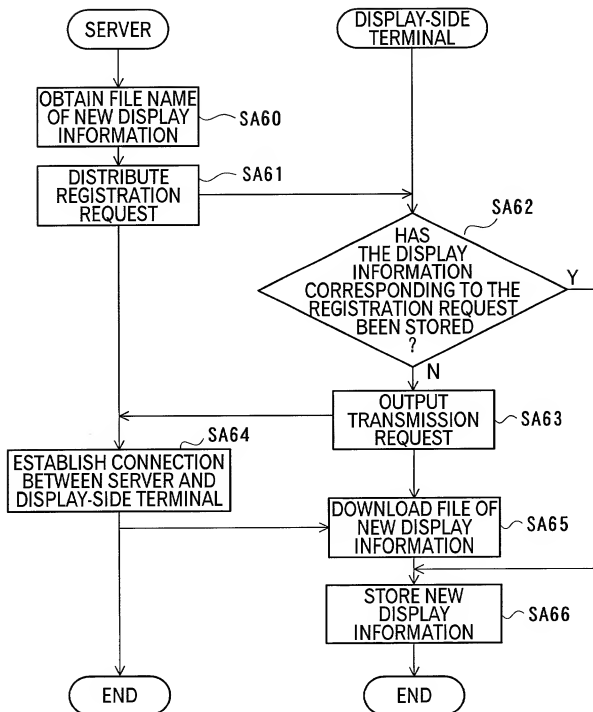 SERVER
DISPLAY-SIDE
TERMINAL
OBTAIN FILE NAME
OF NEW DISPLAY
INFORMATION
SA60
DISTRIBUTE
REGISTRATION
REQUEST
SA61
SA62
HAS
THE DISPLAY
INFORMATION
CORRESPONDING TO THE
REGISTRATION REQUEST
BEEN STORED
?
Y
N
OUTPUT
TRANSMISSION
REQUEST
SA63
SA64
ESTABLISH CONNECTION
BETWEEN SERVER AND
DISPLAY-SIDE TERMINAL
DOWNLOAD FILE OF
NEW DISPLAY
INFORMATION
SA65
STORE NEW
DISPLAY
INFORMATION
SA66
END
END